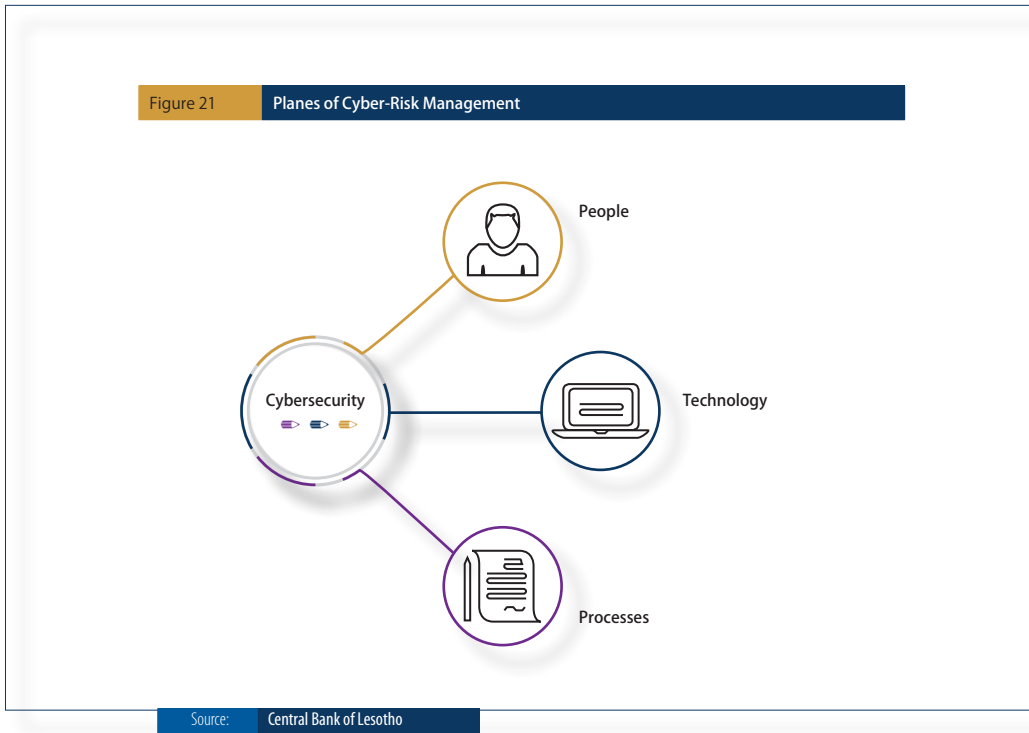 Figure 21 Planes of Cyber-Risk Management
People
Technology
Cybersecurity
Processes
Source: Central Bank of Lesotho